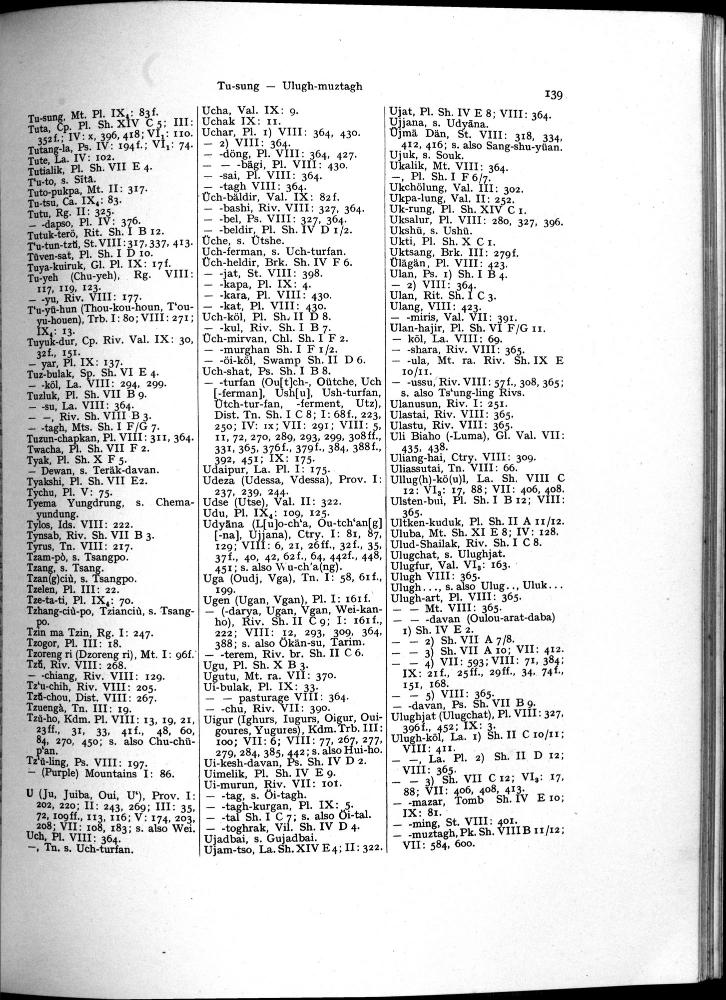 Tu-sung — Ulugh-muztagh
139
Tu-sung, Mt. Pl. IX₄: 83f.
Tuta, Cp. Pl. Sh. XIV C 5; III:
352f.; IV: x, 396, 418; VI₁: 110.
Tutang-la, Ps. IV: 194f.; VI₁: 74.
Tute, La. IV: 102.
Tutialik, Pl. Sh. VII E 4.
T'u-to, s. Sitā.
Tuto-pukpa, Mt. II: 317.
Tu-tsu, Ca. IX₄: 83.
Tutu, Rg. II: 325.
— -dapso, Pl. IV: 376.
Tutuk-terö, Rit. Sh. I B 12.
T'u-tun-tzŭ, St. VIII: 317, 337, 413.
Tüven-sat, Pl. Sh. I D 10.
Tuya-kuiruk, Gl. Pl. IX: 17f.
Tu-yeh (Chu-yeh), Rg. VIII:
117, 119, 123.
— -yu, Riv. VIII: 177.
T'u-yü-hun (Thou-kou-houn, T'ou-
yu-houen), Trb. I: 80; VIII: 271;
IX₄: 13.
Tuyuk-dur, Cp. Riv. Val. IX: 30,
32f., 151.
— yar, Pl. IX: 137.
Tuz-bulak, Sp. Sh. VI E 4.
— -köl, La. VIII: 294, 299.
Tuzluk, Pl. Sh. VII B 9.
— -su, La. VIII: 364.
— —, Riv. Sh. VIII B 3.
— -tagh, Mts. Sh. I F/G 7.
Tuzun-chapkan, Pl. VIII: 311, 364.
Twacha, Pl. Sh. VII F 2.
Tyak, Pl. Sh. X F 5.
— Dewan, s. Teräk-davan.
Tyakshi, Pl. Sh. VII E2.
Tychu, Pl. V: 75.
Tyema Yungdrung, s. Chema-
yundung.
Tylos, Ids. VIII: 222.
Tynsab, Riv. Sh. VII B 3.
Tyrus, Tn. VIII: 217.
Tzam-pò, s. Tsangpo.
Tzang, s. Tsang.
Tzan(g)ciù, s. Tsangpo.
Tzelen, Pl. III: 22.
Tze-ta-ti, Pl. IX₄: 70.
Tzhang-ciù-po, Tzianciù, s. Tsang-
po.
Tzin ma Tzin, Rg. I: 247.
Tzogor, Pl. III: 18.
Tzoreng ri (Dzoreng ri), Mt. I: 96f.
Tzŭ, Riv. VIII: 268.
— -chiang, Riv. VIII: 129.
Tz'u-chih, Riv. VIII: 205.
Tzŭ-chou, Dist. VIII: 267.
Tzuengà, Tn. III: 19.
Tzŭ-ho, Kdm. Pl. VIII: 13, 19, 21,
23ff., 31, 33, 41f., 48, 60,
84, 270, 450; s. also Chu-chü-
p'an.
Tz'ŭ-ling, Ps. VIII: 197.
— (Purple) Mountains I: 86.
U (Ju, Juiba, Oui, U'), Prov. I:
202, 220; II: 243, 269; III: 35,
72, 109ff., 113, 116; V: 174, 203,
208; VII: 108, 183; s. also Wei.
Uch, Pl. VIII: 364.
—, Tn. s. Uch-turfan.
Ucha, Val. IX: 9.
Uchak IX: 11.
Uchar, Pl. 1) VIII: 364, 430.
— 2) VIII: 364.
— -döng, Pl. VIII: 364, 427.
— — -bägi, Pl. VIII: 430.
— -sai, Pl. VIII: 364.
— -tagh VIII: 364.
Üch-bäldir, Val. IX: 82f.
— -bashi, Riv. VIII: 327, 364.
— -bel, Ps. VIII: 327, 364.
— -beldir, Pl. Sh. IV D 1/2.
Üche, s. Ütshe.
Uch-ferman, s. Uch-turfan.
Üch-heldir, Brk. Sh. IV F 6.
— -jat, St. VIII: 398.
— -kapa, Pl. IX: 4.
— -kara, Pl. VIII: 430.
— -kat, Pl. VIII: 430.
Uch-köl, Pl. Sh. II D 8.
— -kul, Riv. Sh. I B 7.
Üch-mirvan, Chl. Sh. I F 2.
— -murghan Sh. I F 1/2.
— -öi-köl, Swamp Sh. II D 6.
Uch-shat, Ps. Sh. I B 8.
— -turfan (Ou[t]ch-, Oütche, Uch
[-ferman], Ush[u], Ush-turfan,
Ütch-tur-fan, -ferment, Utz),
Dist. Tn. Sh. I C 8; I: 68f., 223,
250; IV: 1x; VII: 291; VIII: 5,
11, 72, 270, 289, 293, 299, 308ff.,
331, 365, 376f., 379f., 384, 388f.,
392, 451; IX: 175.
Udaipur, La. Pl. I: 175.
Udeza (Udessa, Vdessa), Prov. I:
237, 239, 244.
Udse (Utse), Val. II: 322.
Udu, Pl. IX₄: 109, 125.
Udyāna (L[u]o-ch'a, Ou-tch'an[g]
[-na], Ujjana), Ctry. I: 81, 87,
129; VIII: 6, 21, 26ff., 32f., 35,
37f., 40, 42, 62f., 64, 442f., 448,
451; s. also Wu-ch'a(ng).
Uga (Oudj, Vga), Tn. I: 58, 61f.,
199.
Ugen (Ugan, Vgan), Pl. I: 161f.
— (-darya, Ugan, Vgan, Wei-kan-
ho), Riv. Sh. II C 9; I: 161f.,
222; VIII: 12, 293, 309, 364,
388; s. also Ökän-su, Tarim.
— -terem, Riv. br. Sh. II C 6.
Ugu, Pl. Sh. X B 3.
Ugutu, Mt. ra. VII: 370.
Ui-bulak, Pl. IX: 33.
— — pasturage VIII: 364.
— -chu, Riv. VII: 390.
Uigur (Ighurs, Iugurs, Oigur, Oui-
goures, Yugures), Kdm. Trb. III:
100; VII: 6; VIII: 77, 267, 277,
279, 284, 385, 442; s. also Hui-ho.
Ui-kesh-davan, Ps. Sh. IV D 2.
Uimelik, Pl. Sh. IV E 9.
Ui-murun, Riv. VII: 101.
— -tag, s. Öi-tagh.
— -tagh-kurgan, Pl. IX: 5.
— -tal Sh. I C 7; s. also Öi-tal.
— -toghrak, Vil. Sh. IV D 4.
Ujadbai, s. Gujadbai.
Ujam-tso, La. Sh. XIV E 4; II: 322.
Ujat, Pl. Sh. IV E 8; VIII: 364.
Ujjana, s. Udyāna.
Üjmä Dän, St. VIII: 318, 334,
412, 416; s. also Sang-shu-yüan.
Ujuk, s. Souk.
Ukalik, Mt. VIII: 364.
—, Pl. Sh. I F 6/7.
Ukchölung, Val. III: 302.
Ukpa-lung, Val. II: 252.
Uk-rung, Pl. Sh. XIV C 1.
Uksalur, Pl. VIII: 280, 327, 396.
Ukshü, s. Ushü.
Ukti, Pl. Sh. X C 1.
Uktsang, Brk. III: 279f.
Ülägän, Pl. VIII: 423.
Ulan, Ps. 1) Sh. I B 4.
— 2) VIII: 364.
Ulan, Rit. Sh. I C 3.
Ulang, VIII: 423.
— -miris, Val. VII: 391.
Ulan-hajir, Pl. Sh. VI F/G 11.
— köl, La. VIII: 69.
— -shara, Riv. VIII: 365.
— -ula, Mt. ra. Riv. Sh. IX E
10/11.
— -ussu, Riv. VIII: 57f., 308, 365;
s. also Ts'ung-ling Rivs.
Ulanusun, Riv. I: 251.
Ulastai, Riv. VIII: 365.
Ulastu, Riv. VIII: 365.
Uli Biaho (-Luma), Gl. Val. VII:
435, 438.
Uliang-hai, Ctry. VIII: 309.
Uliassutai, Tn. VIII: 66.
Ullug(h)-kö(u)l, La. Sh. VIII C
12; VI₂: 17, 88; VII: 406, 408.
Ulsten-bui, Pl. Sh. I B 12; VIII:
365.
Ultken-kuduk, Pl. Sh. II A 11/12.
Uluba, Mt. Sh. XI E 8; IV: 128.
Ulud-Shailak, Riv. Sh. I C 8.
Ulugchat, s. Ulughjat.
Ulugfur, Val. VI₂: 163.
Ulugh VIII: 365.
Ulugh..., s. also Ulug.., Uluk...
Ulugh-art, Pl. VIII: 365.
— — Mt. VIII: 365.
— — -davan (Oulou-arat-daba)
1) Sh. IV E 2.
— — 2) Sh. VII A 7/8.
— — 3) Sh. VII A 10; VII: 412.
— — 4) VII: 593; VIII: 71, 384;
IX: 21f., 25ff., 29ff., 34, 74f.,
151, 168.
— — 5) VIII: 365.
— -davan, Ps. Sh. VII B 9.
Ulughjat (Ulugchat), Pl. VIII: 327,
396f., 452; IX: 3.
Ulugh-köl, La. 1) Sh. II C 10/11;
VIII: 411.
— —, La. Pl. 2) Sh. II D 12;
VIII: 365.
— — 3) Sh. VII C 12; VI₂: 17,
88; VII: 406, 408, 413.
— -mazar, Tomb Sh. IV E 10;
IX: 81.
— -ming, St. VIII: 401.
— -muztagh, Pk. Sh. VIII B 11/12;
VII: 584, 600.